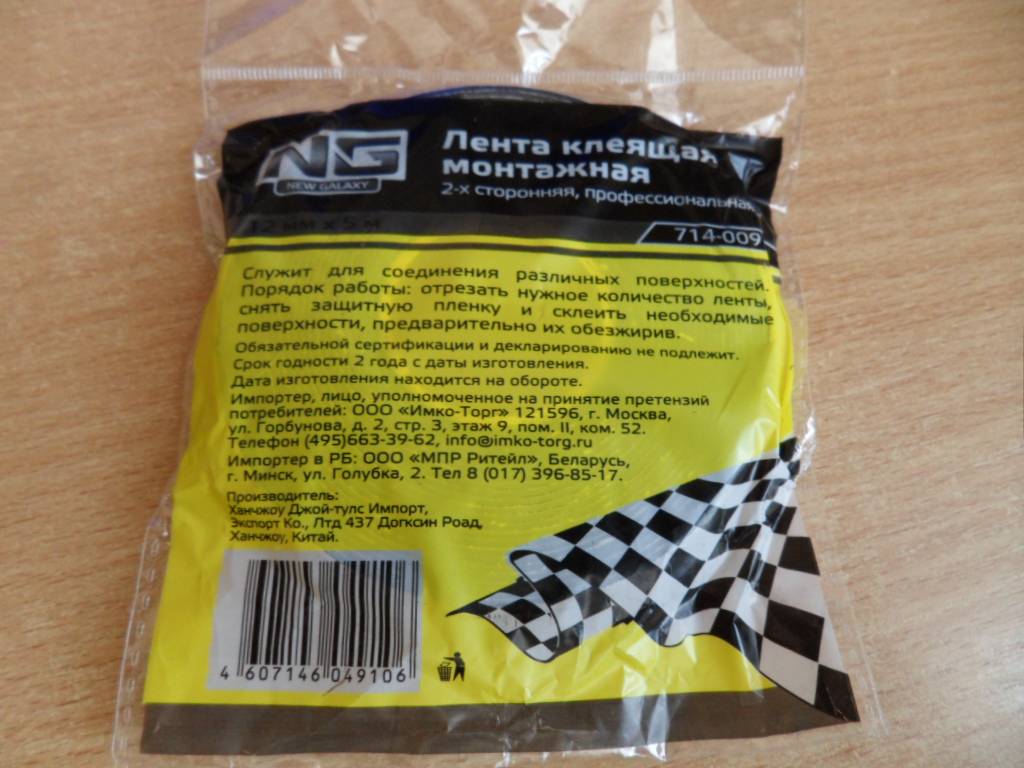 NG
NEW GALAXY
Лента клеящая
монтажная
2-х сторонняя, профессиональная
12 мм х 5 м
714-009
Служит для соединения различных поверхностей.
Порядок работы: отрезать нужное количество ленты,
снять защитную пленку и склеить необходимые
поверхности, предварительно их обезжирив.
Обязательной сертификации и декларированию не подлежит.
Срок годности 2 года с даты изготовления.
Дата изготовления находится на обороте.
Импортер, лицо, уполномоченное на принятие претензий
потребителей: ООО «Имко-Торг» 121596, г. Москва,
ул. Горбунова, д. 2, стр. 3, этаж 9, пом. II, ком. 52.
Телефон (495)663-39-62, info@imko-torg.ru
Импортер в РБ: ООО «МПР Ритейл», Беларусь,
г. Минск, ул. Голубка, 2. Тел 8 (017) 396-85-17.
Производитель:
Ханчжоу Джой-тулс Импорт,
Экспорт Ко., Лтд 437 Догксин Роад,
Ханчжоу, Китай.
4 607146 049106